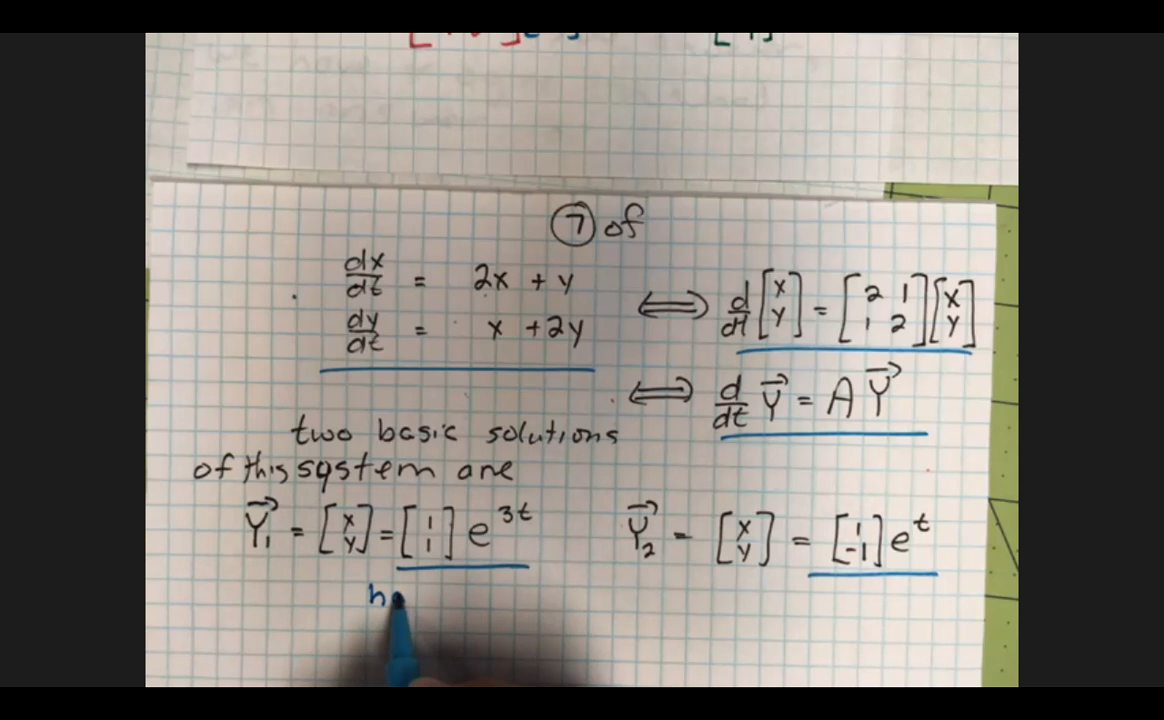 ⑦ of
dx/dt = 2x + y ⟺ d/dt [x y] = [2 1 1 2] [x y]
dy/dt = x + 2y
⟺ d/dt Y⃗ = A Y⃗
two basic solutions
of this system are
Y⃗₁ = [x y] = [1 1] e^3t Y⃗₂ = [x y] = [1 -1] e^t